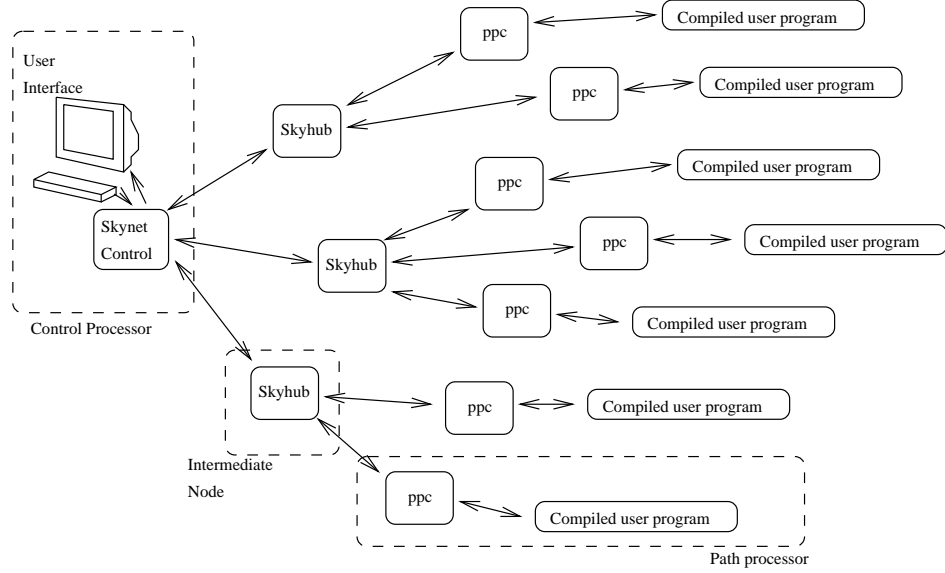 ppc
Compiled user program
User
Interface
ppc
Compiled user program
Skyhub
ppc
Compiled user program
Skynet
Control
ppc
Compiled user program
Skyhub
ppc
Compiled user program
Control Processor
Skyhub
ppc
Compiled user program
Intermediate
Node
ppc
Compiled user program
Path processor